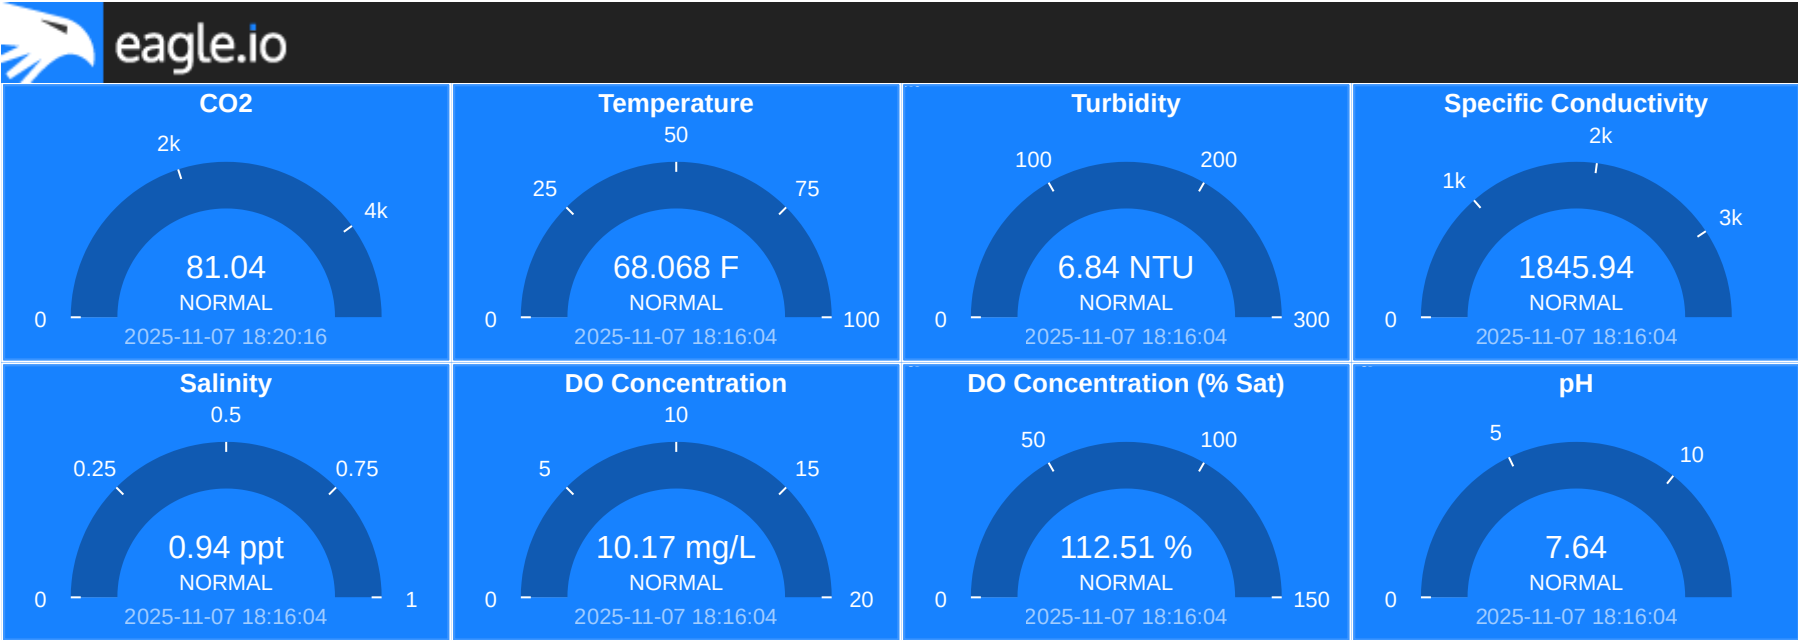 eagle.io
CO2
2k
4k
0
81.04
NORMAL
2025-11-07 18:20:16
Temperature
50
25
75
0
100
68.068 F
NORMAL
2025-11-07 18:16:04
Turbidity
100
200
0
300
6.84 NTU
NORMAL
2025-11-07 18:16:04
Specific Conductivity
2k
1k
3k
0
1845.94
NORMAL
2025-11-07 18:16:04
Salinity
0.5
0.25
0.75
0
1
0.94 ppt
NORMAL
2025-11-07 18:16:04
DO Concentration
10
5
15
0
20
10.17 mg/L
NORMAL
2025-11-07 18:16:04
DO Concentration (% Sat)
50
100
0
150
112.51 %
NORMAL
2025-11-07 18:16:04
pH
5
10
0
7.64
NORMAL
2025-11-07 18:16:04